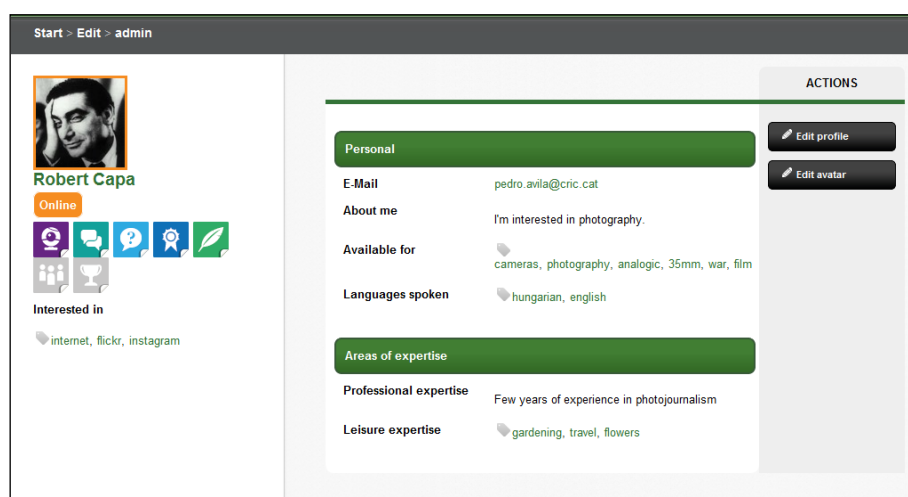 Start > Edit > admin
Robert Capa
Online
Interested in
internet, flickr, instagram
Personal
E-Mail pedro.avila@cric.cat
About me I'm interested in photography.
Available for
cameras, photography, analogic, 35mm, war, film
Languages spoken hungarian, english
Areas of expertise
Professional expertise Few years of experience in photojournalism
Leisure expertise gardening, travel, flowers
ACTIONS
Edit profile
Edit avatar